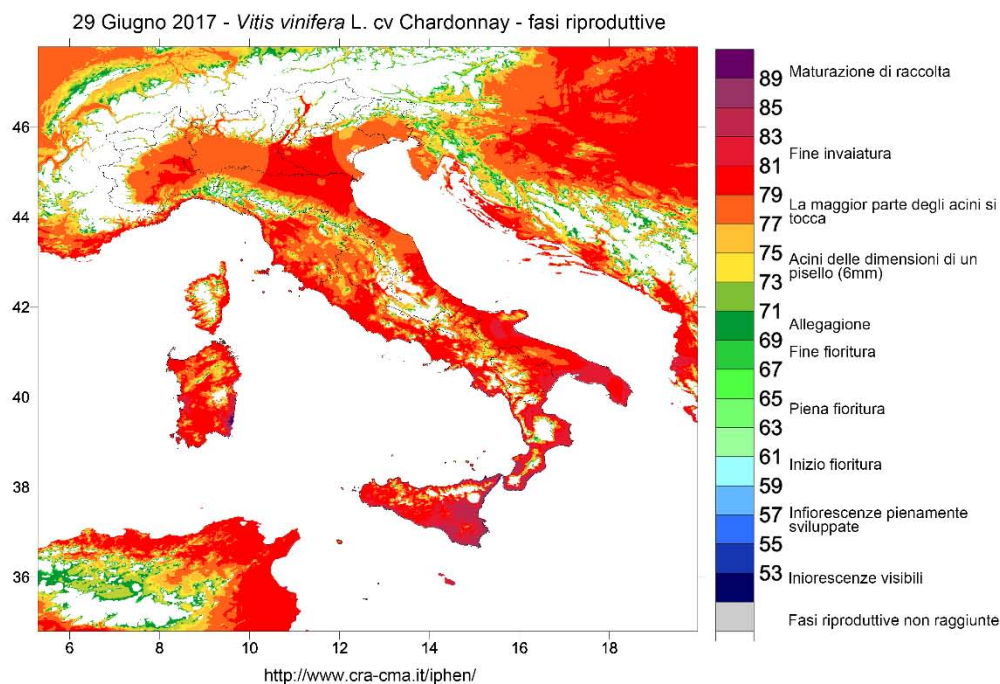 29 Giugno 2017 - Vitis vinifera L. cv Chardonnay - fasi riproduttive
46
44
42
40
38
36
6
8
10
12
14
16
18
http://www.cra-cma.it/iphen/
89
85
83
81
79
77
75
73
71
69
67
65
63
61
59
57
55
53
Maturazione di raccolta
Fine invaiatura
La maggior parte degli acini si
tocca
Acini delle dimensioni di un
pisello (6mm)
Allegagione
Fine fioritura
Piena fioritura
Inizio fioritura
Infiorescenze pienamente
sviluppate
Iniorescenze visibili
Fasi riproduttive non raggiunte